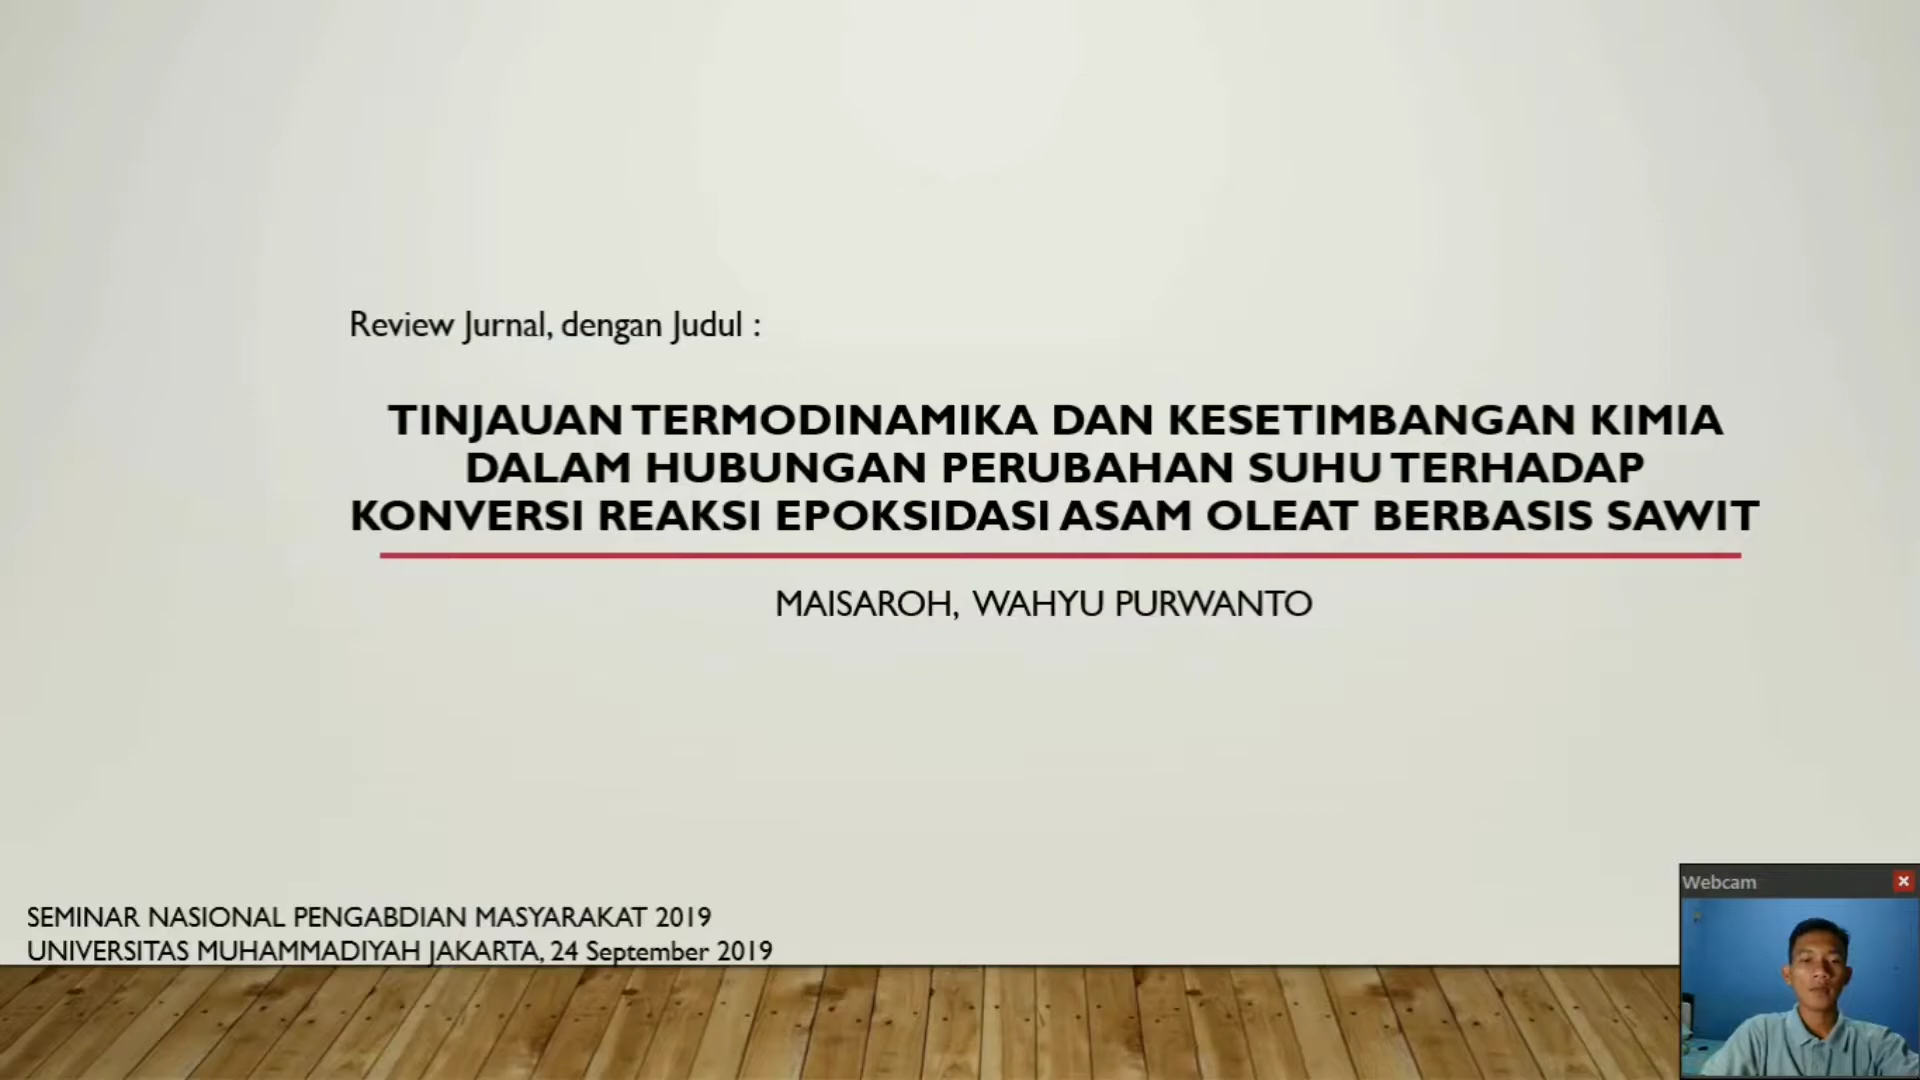 Review Jurnal, dengan Judul :
TINJAUAN TERMODINAMIKA DAN KESETIMBANGAN KIMIA
DALAM HUBUNGAN PERUBAHAN SUHU TERHADAP
KONVERSI REAKSI EPOKSIDASI ASAM OLEAT BERBASIS SAWIT
MAISAROH, WAHYU PURWANTO
SEMINAR NASIONAL PENGABDIAN MASYARAKAT 2019
UNIVERSITAS MUHAMMADIYAH JAKARTA, 24 September 2019
Webcam